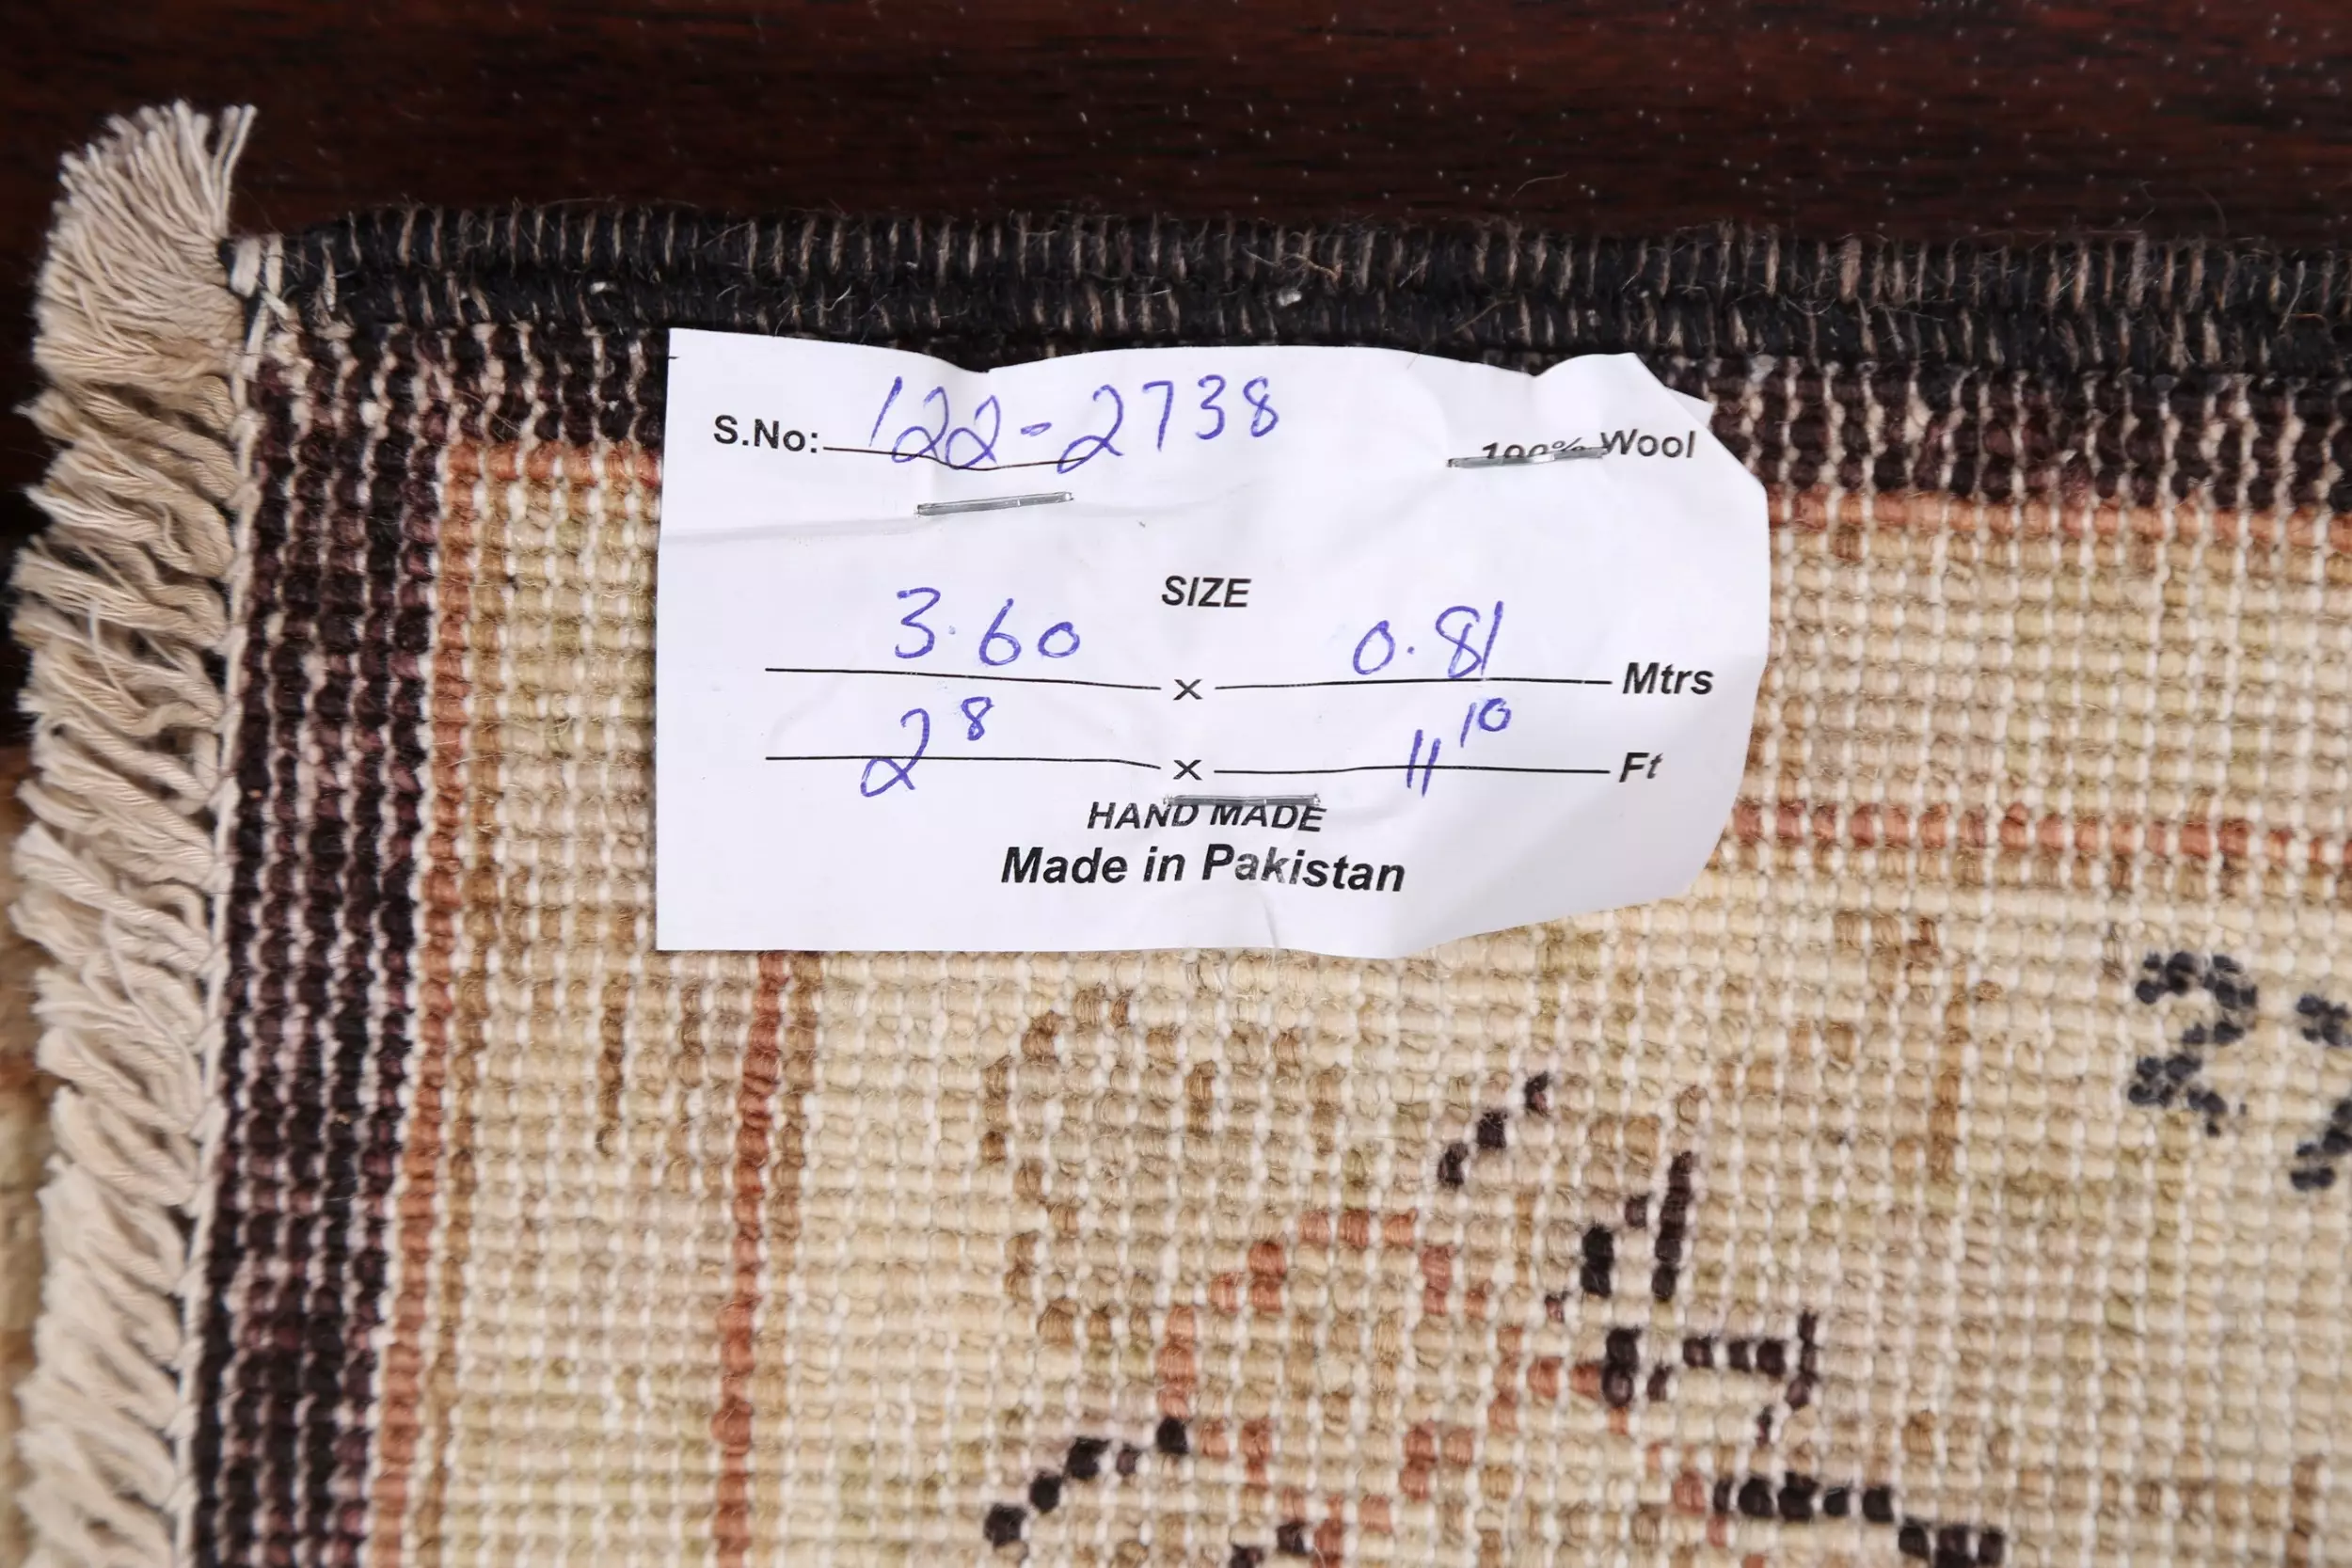 S.No: 122-2738 100% Wool
SIZE
3.60 x 0.81 Mtrs
2 8 x 11 10 Ft
HAND MADE
Made in Pakistan